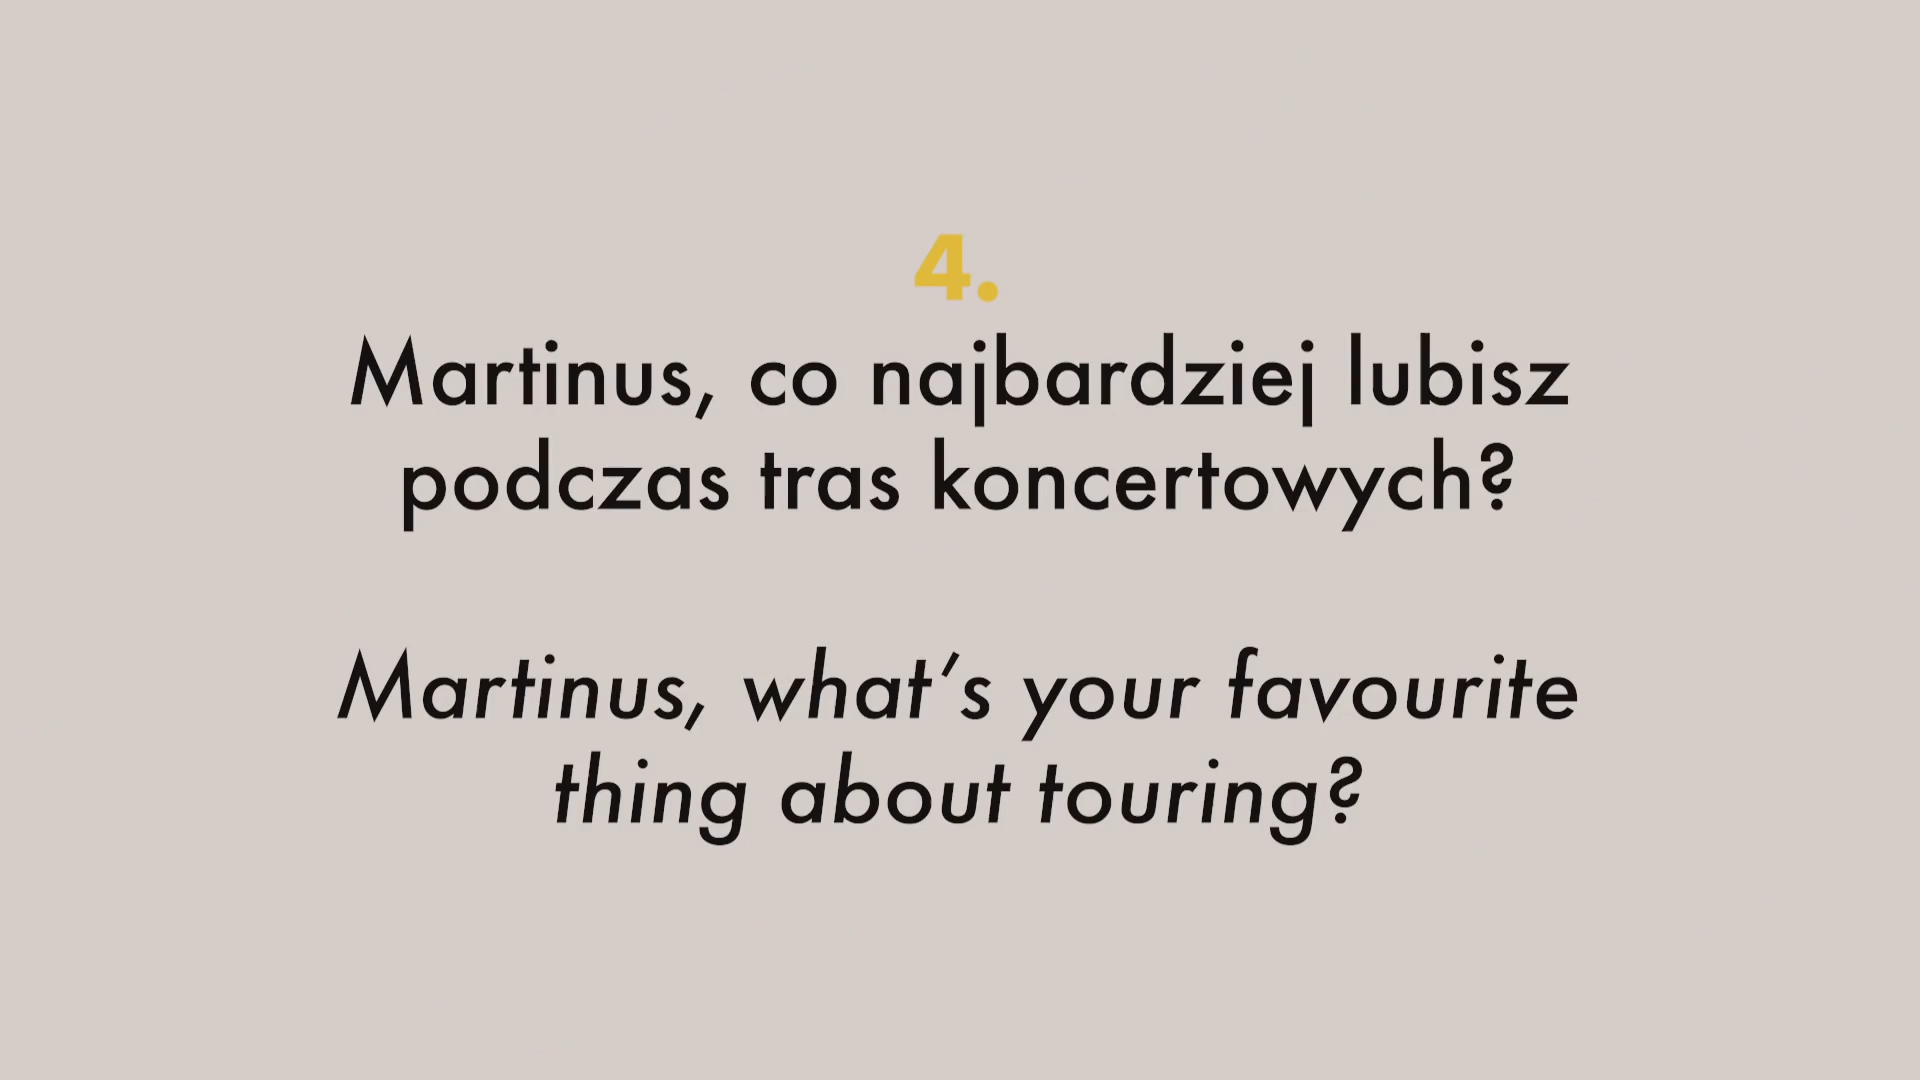 4.
Martinus, co najbardziej lubisz
podczas tras koncertowych?
Martinus, what's your favourite
thing about touring?